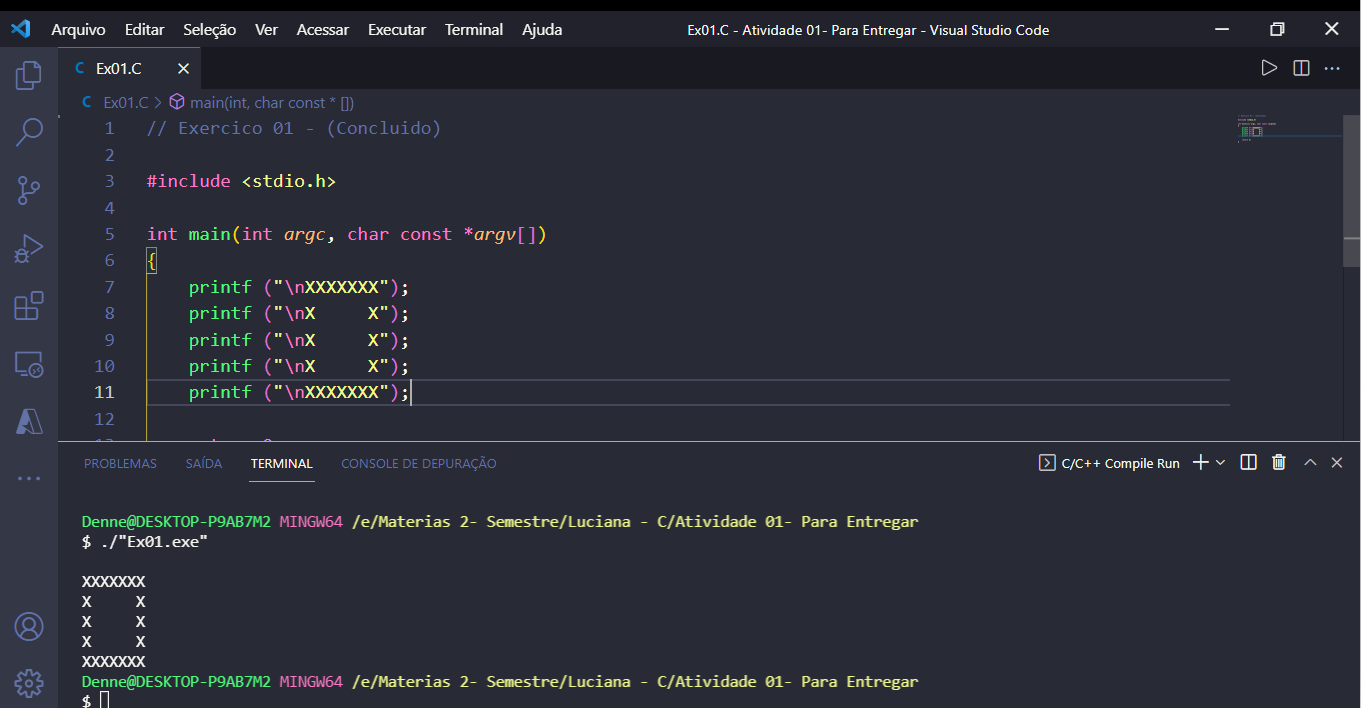 Arquivo Editar Seleção Ver Acessar Executar Terminal Ajuda Ex01.C - Atividade 01- Para Entregar - Visual Studio Code
C Ex01.C
C Ex01.C > main(int, char const * [])
1 // Exercico 01 - (Concluido)
2
3 #include <stdio.h>
4
5 int main(int argc, char const *argv[])
6 {
7     printf ("\nXXXXXXX");
8     printf ("\nX     X");
9     printf ("\nX     X");
10     printf ("\nX     X");
11     printf ("\nXXXXXXX");
12
PROBLEMAS SAÍDA TERMINAL CONSOLE DE DEPURAÇÃO C/C++ Compile Run
Denne@DESKTOP-P9AB7M2 MINGW64 /e/Materias 2- Semestre/Luciana - C/Atividade 01- Para Entregar
$ ./"Ex01.exe"
XXXXXXX
X     X
X     X
X     X
XXXXXXX
Denne@DESKTOP-P9AB7M2 MINGW64 /e/Materias 2- Semestre/Luciana - C/Atividade 01- Para Entregar
$